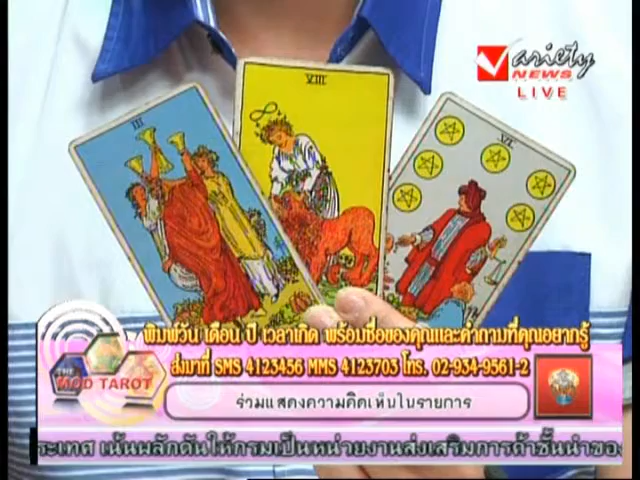 Variety
NEWS
LIVE
III
VIII
VI
พิมพ์วัน เดือน ปี เวลาเกิด พร้อมชื่อของคุณและคำถามที่คุณอยากรู้
ส่งมาที่ SMS 4123456 MMS 4123703 โทร. 02-934-9561-2
THE
MOD TAROT
ร่วมแสดงความคิดเห็นในรายการ
ระเทศ เน้นผลักดันให้กรมเป็นหน่วยงานส่งเสริมการค้าชั้นนำของ